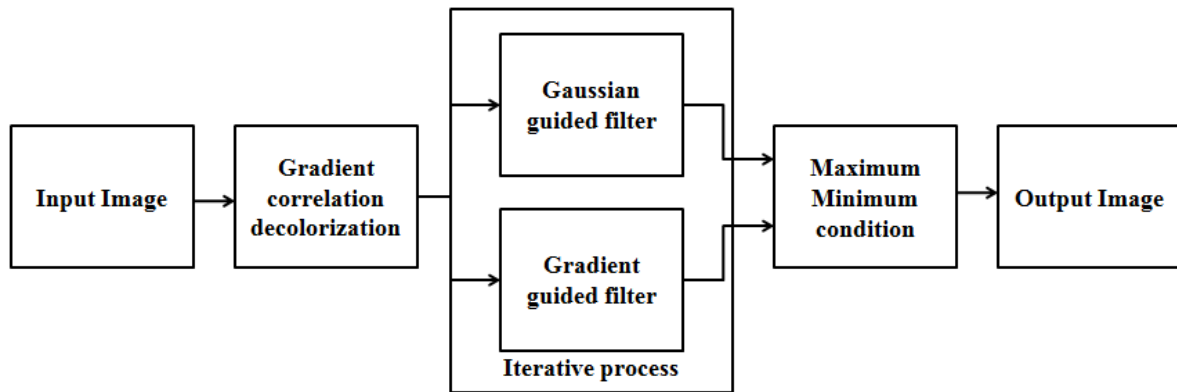 Input Image
Gradient
correlation
decolorization
Gaussian
guided filter
Gradient
guided filter
Iterative process
Maximum
Minimum
condition
Output Image